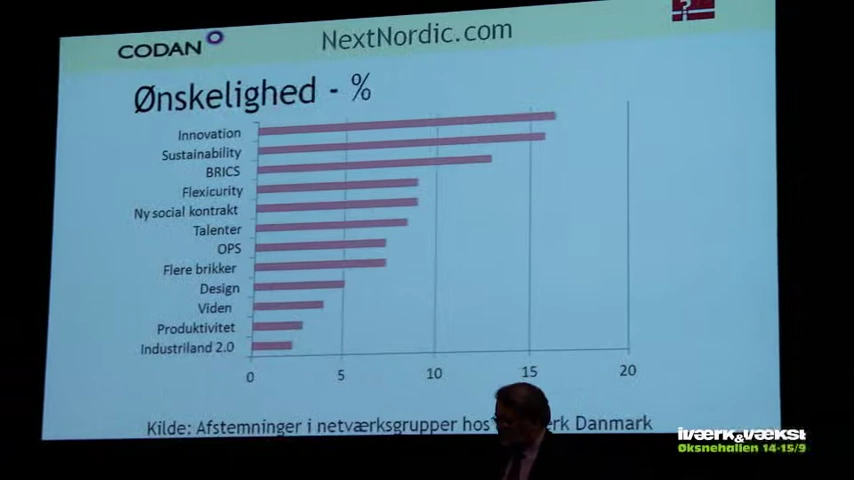 CODAN
NextNordic.com
?
Ønskelighed - %
Innovation
Sustainability
BRICS
Flexicurity
Ny social kontrakt
Talenter
OPS
Flere brikker
Design
Viden
Produktivitet
Industriland 2.0
0 5 10 15 20
Kilde: Afstemninger i netværksgrupper hos Danmark
iværk&vækst
Øksnehallen 14-15/9